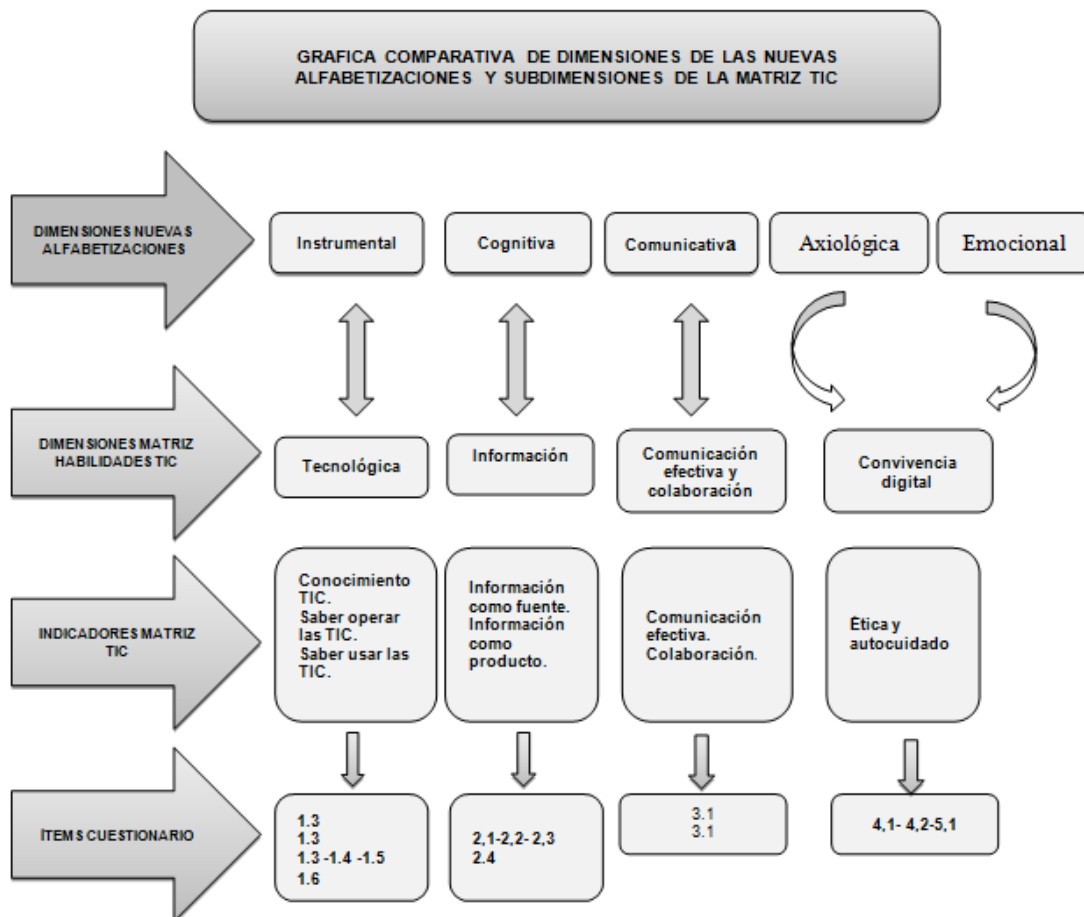 GRAFICA COMPARATIVA DE DIMENSIONES DE LAS NUEVAS
ALFABETIZACIONES Y SUBDIMENSIONES DE LA MATRIZ TIC
DIMENSIONES NUEVAS
ALFABETIZACIONES
Instrumental
Cognitiva
Comunicativa
Axiológica
Emocional
DIMENSIONES MATRIZ
HABILIDADES TIC
Tecnológica
Información
Comunicación
efectiva y
colaboración
Convivencia
digital
INDICADORES MATRIZ
TIC
Conocimiento
TIC.
Saber operar
las TIC.
Saber usar las
TIC.
Información
como fuente.
Información
como
producto.
Comunicación
efectiva.
Colaboración.
Ética y
autocuidado
ÍTEMS CUESTIONARIO
1.3
1.3
1.3 -1.4 -1.5
1.6
2,1-2,2- 2,3
2.4
3.1
3.1
4,1- 4,2-5,1